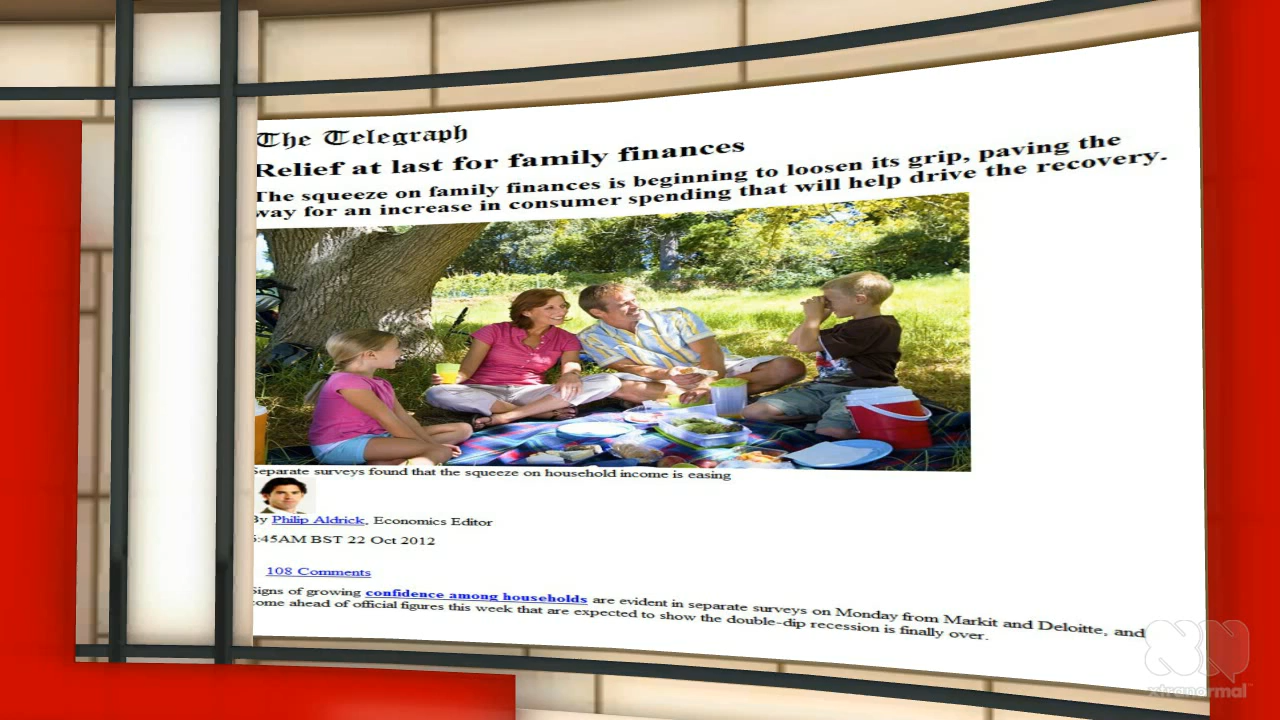 The Telegraph
Relief at last for family finances
The squeeze on family finances is beginning to loosen its grip, paving the
way for an increase in consumer spending that will help drive the recovery.
Separate surveys found that the squeeze on household income is easing
By Philip Aldrick, Economics Editor
:45AM BST 22 Oct 2012
108 Comments
Signs of growing confidence among households are evident in separate surveys on Monday from Markit and Deloitte, and
come ahead of official figures this week that are expected to show the double-dip recession is finally over.
xtranormal